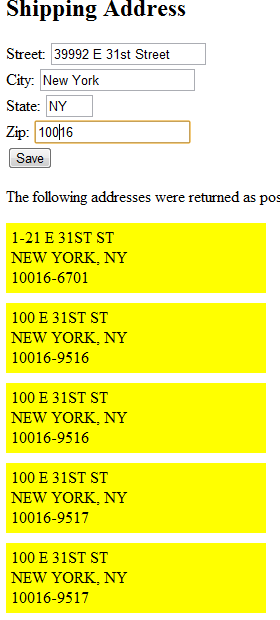 Shipping Address
Street: 39992 E 31st Street
City: New York
State: NY
Zip: 10016
Save
The following addresses were returned as pos
1-21 E 31ST ST
NEW YORK, NY
10016-6701
100 E 31ST ST
NEW YORK, NY
10016-9516
100 E 31ST ST
NEW YORK, NY
10016-9516
100 E 31ST ST
NEW YORK, NY
10016-9517
100 E 31ST ST
NEW YORK, NY
10016-9517